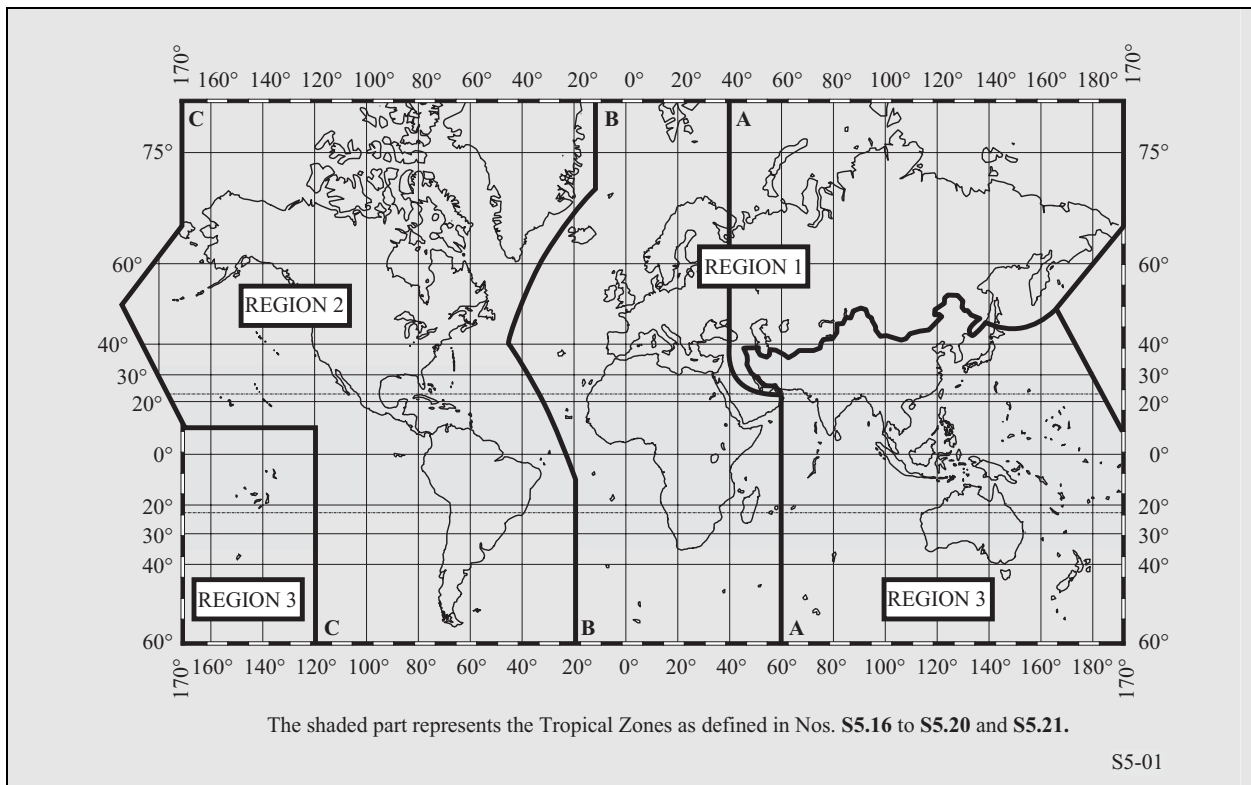 170° 160° 140° 120° 100° 80° 60° 40° 20° 0° 20° 40° 60° 80° 100° 120° 140° 160° 180° 170°
C B A
75° 75°
60° REGION 1 60°
REGION 2
40° 40°
30° 30°
20° 20°
0° 0°
20° 20°
30° 30°
40° 40°
REGION 3 REGION 3
C B A
60° 60°
170° 160° 140° 120° 100° 80° 60° 40° 20° 0° 20° 40° 60° 80° 100° 120° 140° 160° 180° 170°
The shaded part represents the Tropical Zones as defined in Nos. S5.16 to S5.20 and S5.21.
S5-01